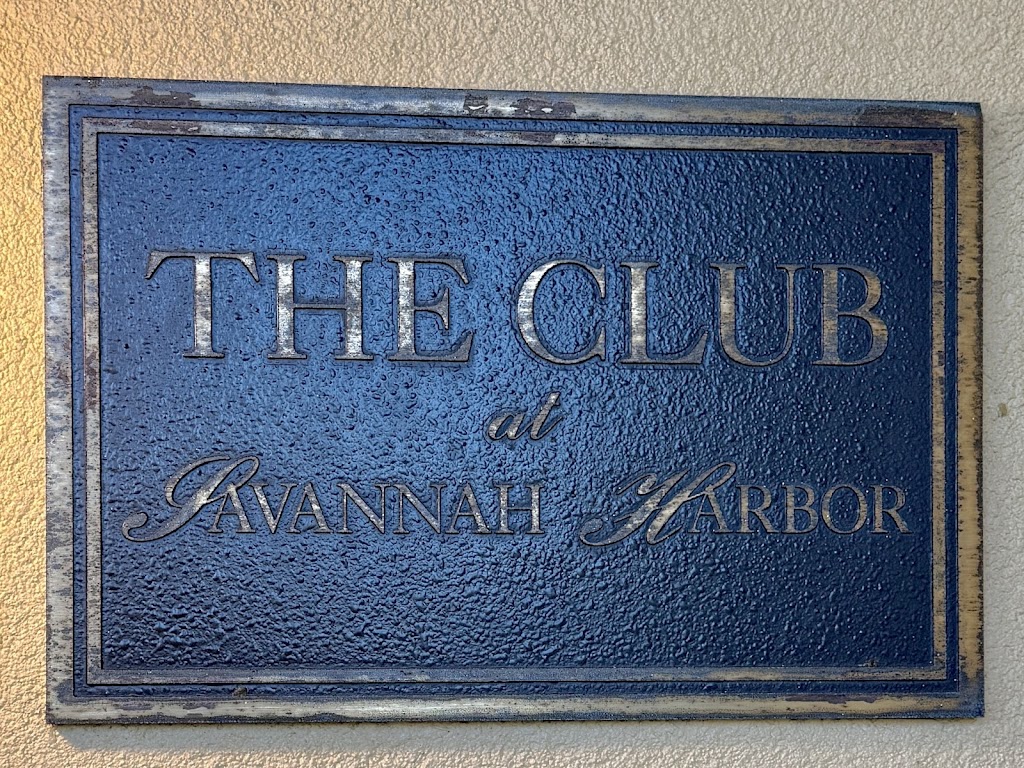 THE CLUB
at
SAVANNAH HARBOR